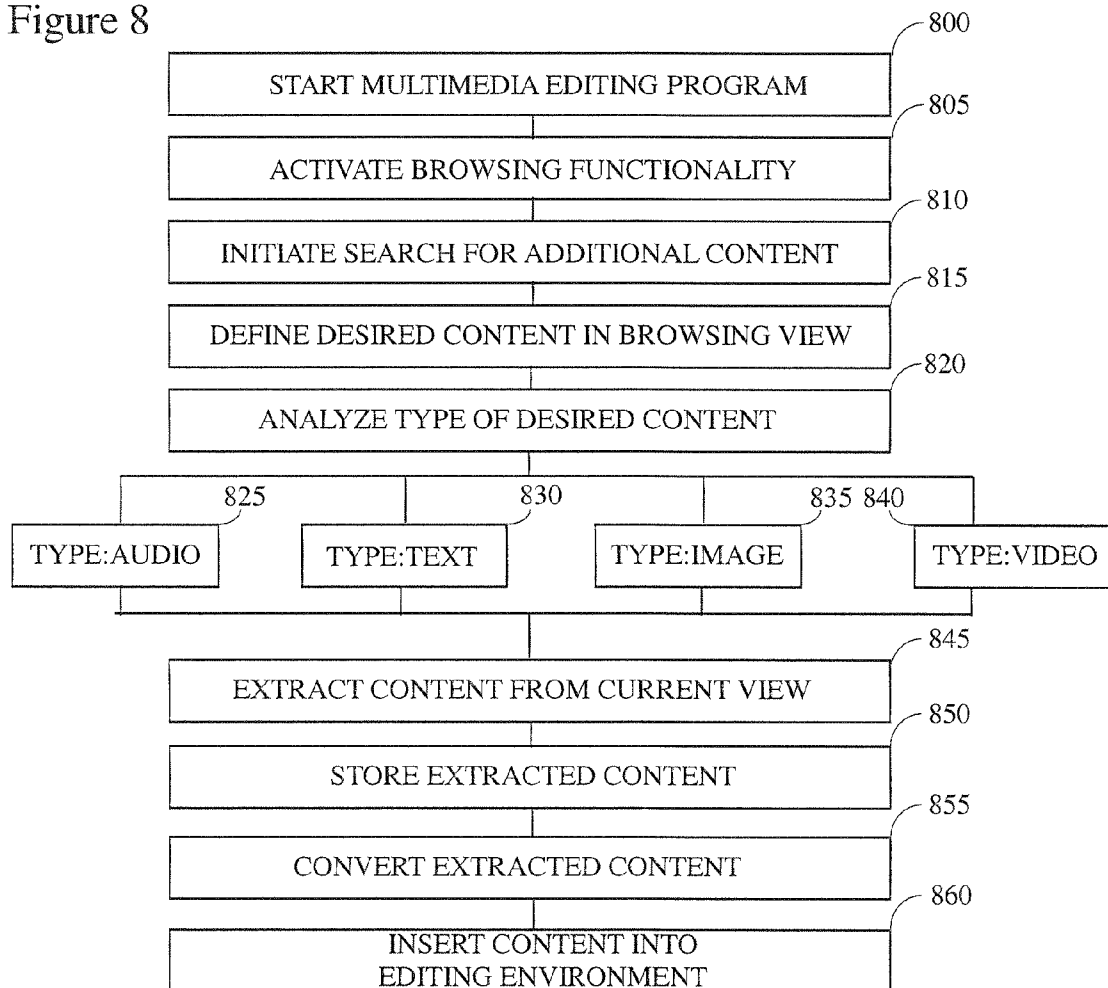 Figure 8
800
START MULTIMEDIA EDITING PROGRAM
805
ACTIVATE BROWSING FUNCTIONALITY
810
INITIATE SEARCH FOR ADDITIONAL CONTENT
815
DEFINE DESIRED CONTENT IN BROWSING VIEW
820
ANALYZE TYPE OF DESIRED CONTENT
825
830
835
840
TYPE:AUDIO
TYPE:TEXT
TYPE:IMAGE
TYPE:VIDEO
845
EXTRACT CONTENT FROM CURRENT VIEW
850
STORE EXTRACTED CONTENT
855
CONVERT EXTRACTED CONTENT
860
INSERT CONTENT INTO
EDITING ENVIRONMENT